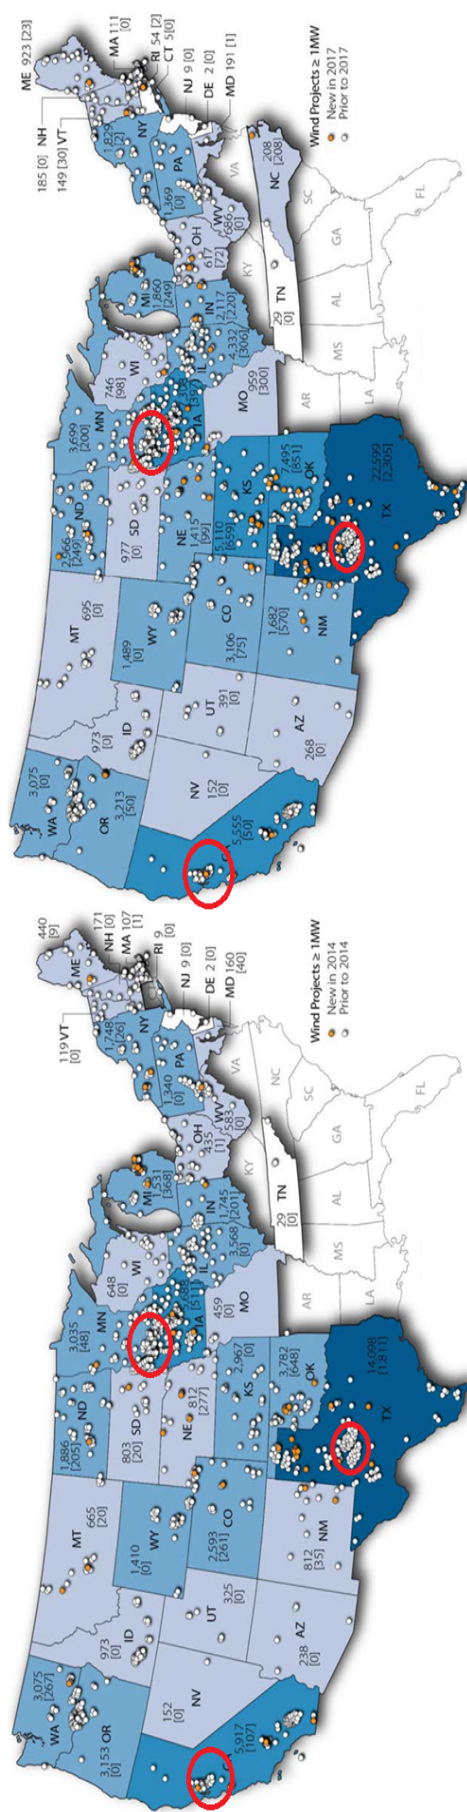 WA
3,075
[267]
3,153
[0]
OR
5,917
[107]
NV
152
[0]
ID
973
[0]
MT
665
[20]
WY
1,410
[0]
UT
325
[0]
AZ
238
[0]
CO
2,593
[261]
NM
812
[35]
ND
1,886
[205]
SD
803
[20]
NE
812
[277]
KS
2,967
[0]
OK
3,782
[648]
TX
14,098
[1,811]
MN
3,035
[48]
IA
5,688
[511]
MO
459
[0]
WI
648
[0]
IL
3,568
[0]
IN
1,745
[201]
MI
1,531
[368]
OH
435
[1]
TN
29
[0]
KY
AR
LA
MS
AL
GA
FL
SC
NC
VA
WV
583
[0]
PA
1,340
[0]
NY
1,748
[26]
119 VT
[0]
ME
440
[9]
171
NH [0]
MA 107
[1]
RI 9
[0]
NJ 9 [0]
DE 2 [0]
MD 160
[40]
Wind Projects ≥ 1MW
New in 2014
Prior to 2014
WA
3,075
[0]
OR
3,213
[50]
5,555
[50]
NV
152
[0]
ID
973
[0]
MT
695
[0]
WY
1,489
[0]
UT
391
[0]
AZ
268
[0]
CO
3,106
[75]
NM
1,682
[570]
ND
2,996
[249]
SD
977
[0]
NE
1,415
[99]
KS
5,110
[659]
OK
7,495
[851]
TX
22,599
[2,305]
MN
3,699
[200]
IA
[397]
MO
959
[300]
WI
746
[98]
IL
4,332
[306]
IN
2,117
[220]
MI
1,860
[249]
OH
617
[72]
TN
29
[0]
KY
AR
LA
MS
AL
GA
FL
SC
NC
208
[208]
VA
WV
686
[0]
PA
1,369
[0]
NY
1,829
[2]
185 [0] NH
149 [30] VT
ME 923 [23]
MA 111
[0]
RI 54 [2]
CT 5[0]
NJ 9 [0]
DE 2 [0]
MD 191 [1]
Wind Projects ≥ 1MW
New in 2017
Prior to 2017